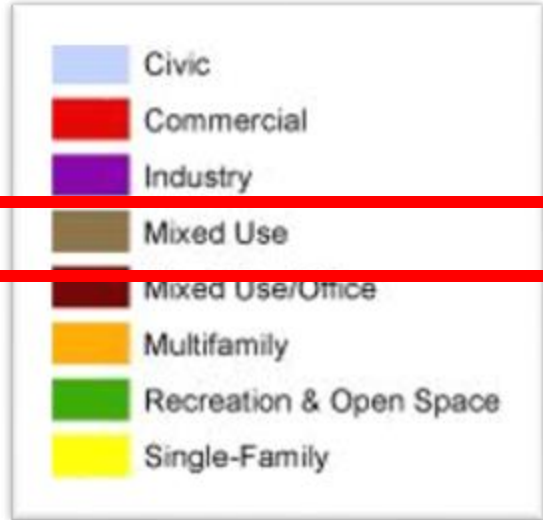 Civic
Commercial
Industry
Mixed Use
Mixed Use/Office
Multifamily
Recreation & Open Space
Single-Family